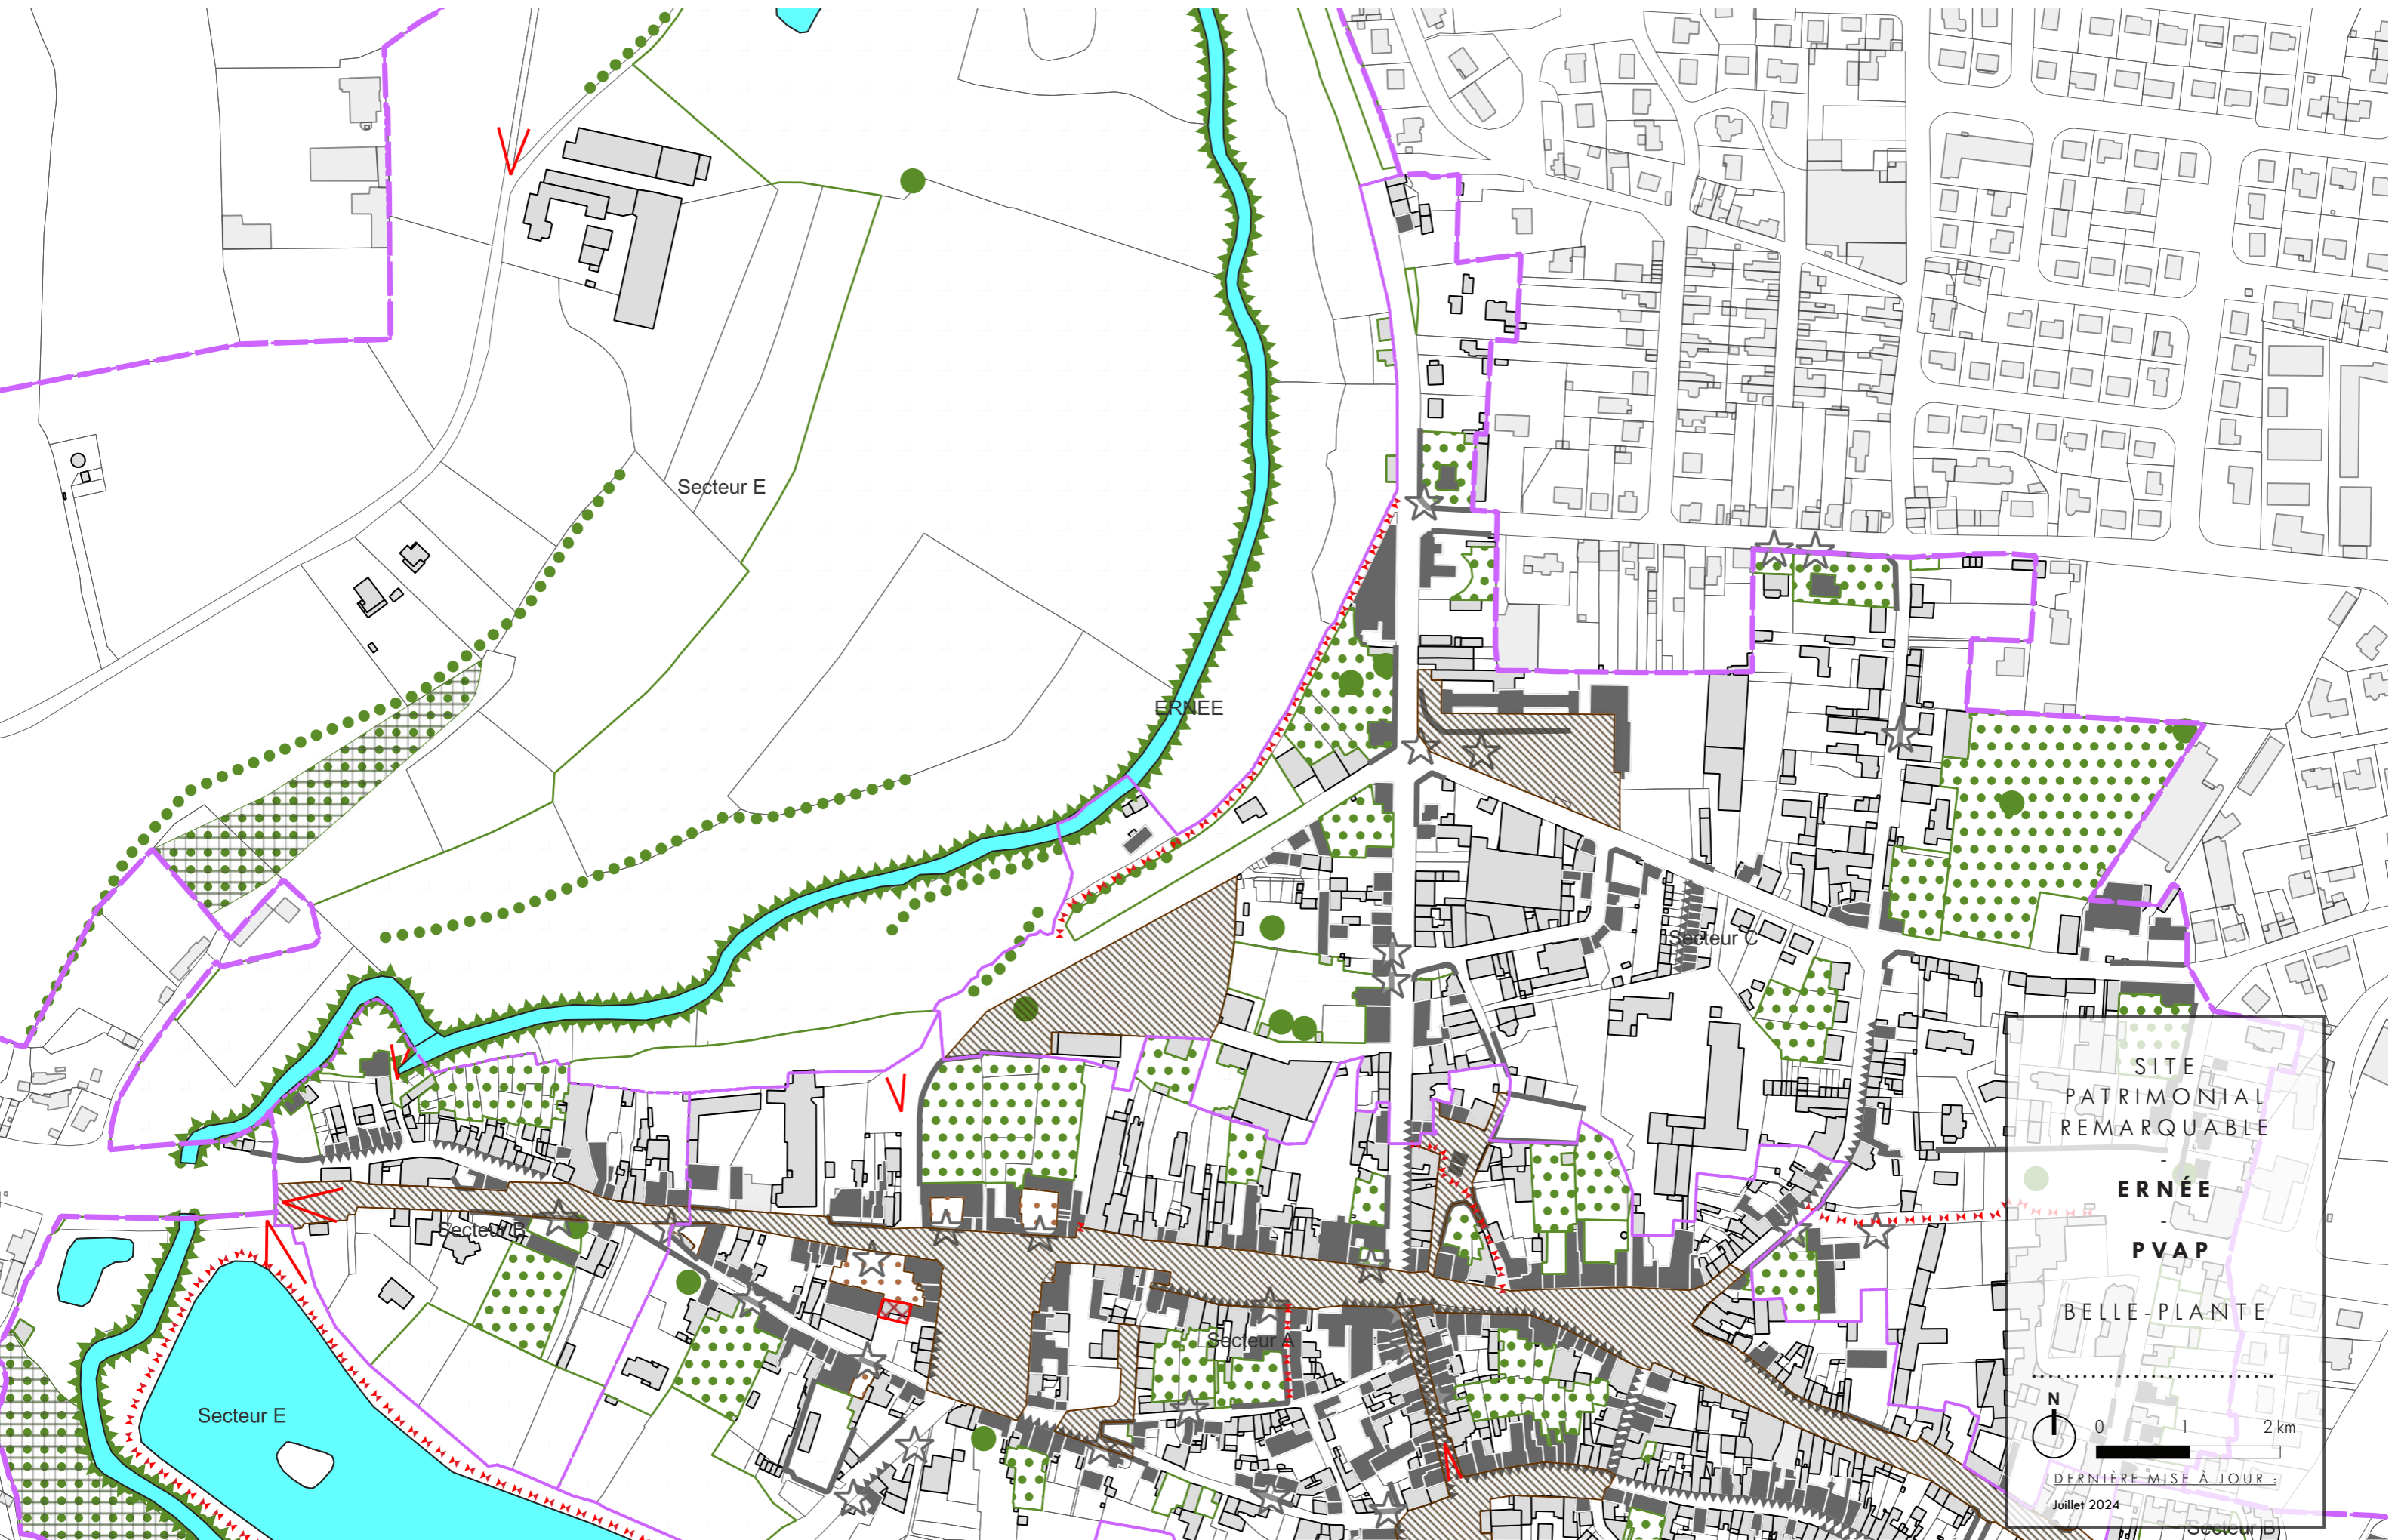 Secteur E
ERNEE
Secteur C
Secteur B
Secteur A
Secteur E
SITE
PATRIMONIAL
REMARQUABLE
-
ERNÉE
-
PVAP
BELLE-PLANTE
N
0 1 2 km
DERNIÈRE MISE À JOUR :
Juillet 2024
Secteur B